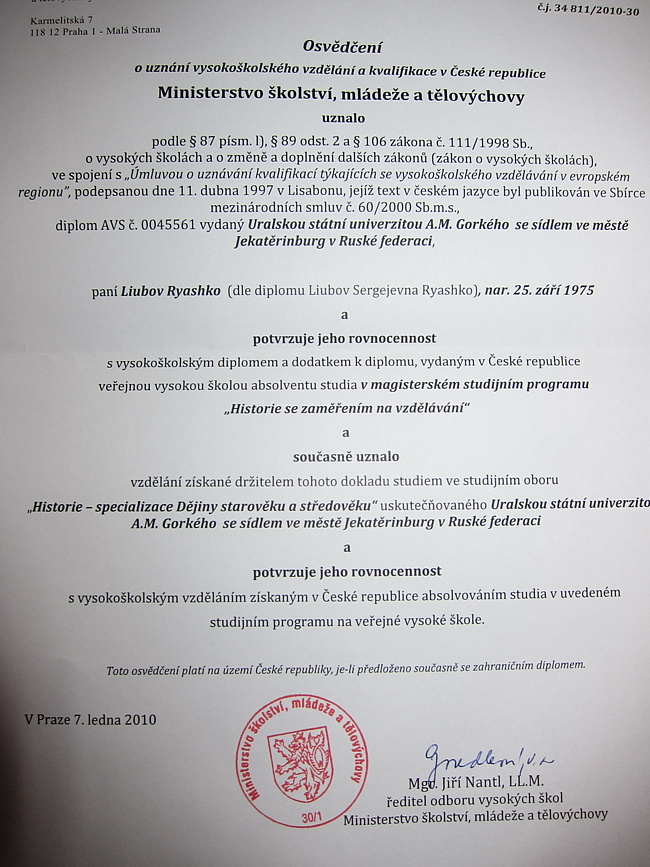 Karmelitská 7
118 12 Praha 1 - Malá Strana
č.j. 34 811/2010-30
Osvědčení
o uznání vysokoškolského vzdělání a kvalifikace v České republice
Ministerstvo školství, mládeže a tělovýchovy
uznalo
podle § 87 písm. l), § 89 odst. 2 a § 106 zákona č. 111/1998 Sb.,
o vysokých školách a o změně a doplnění dalších zákonů (zákon o vysokých školách),
ve spojení s „Úmluvou o uznávání kvalifikací týkajících se vysokoškolského vzdělávání v evropském
regionu", podepsanou dne 11. dubna 1997 v Lisabonu, jejíž text v českém jazyce byl publikován ve Sbírce
mezinárodních smluv č. 60/2000 Sb.m.s.,
diplom AVS č. 0045561 vydaný Uralskou státní univerzitou A.M. Gorkého se sídlem ve městě
Jekatěrinburg v Ruské federaci,
paní Liubov Ryashko (dle diplomu Liubov Sergejevna Ryashko), nar. 25. září 1975
a
potvrzuje jeho rovnocennost
s vysokoškolským diplomem a dodatkem k diplomu, vydaným v České republice
veřejnou vysokou školou absolventu studia v magisterském studijním programu
„Historie se zaměřením na vzdělávání"
a
současně uznalo
vzdělání získané držitelem tohoto dokladu studiem ve studijním oboru
„Historie – specializace Dějiny starověku a středověku" uskutečňovaného Uralskou státní univerzito
A.M. Gorkého se sídlem ve městě Jekatěrinburg v Ruské federaci
a
potvrzuje jeho rovnocennost
s vysokoškolským vzděláním získaným v České republice absolvováním studia v uvedeném
studijním programu na veřejné vysoké škole.
Toto osvědčení platí na území České republiky, je-li předloženo současně se zahraničním diplomem.
V Praze 7. ledna 2010
Ministerstvo školství, mládeže a tělovýchovy
30/1
Mgr. Jiří Nantl, LL.M.
ředitel odboru vysokých škol
Ministerstvo školství, mládeže a tělovýchovy